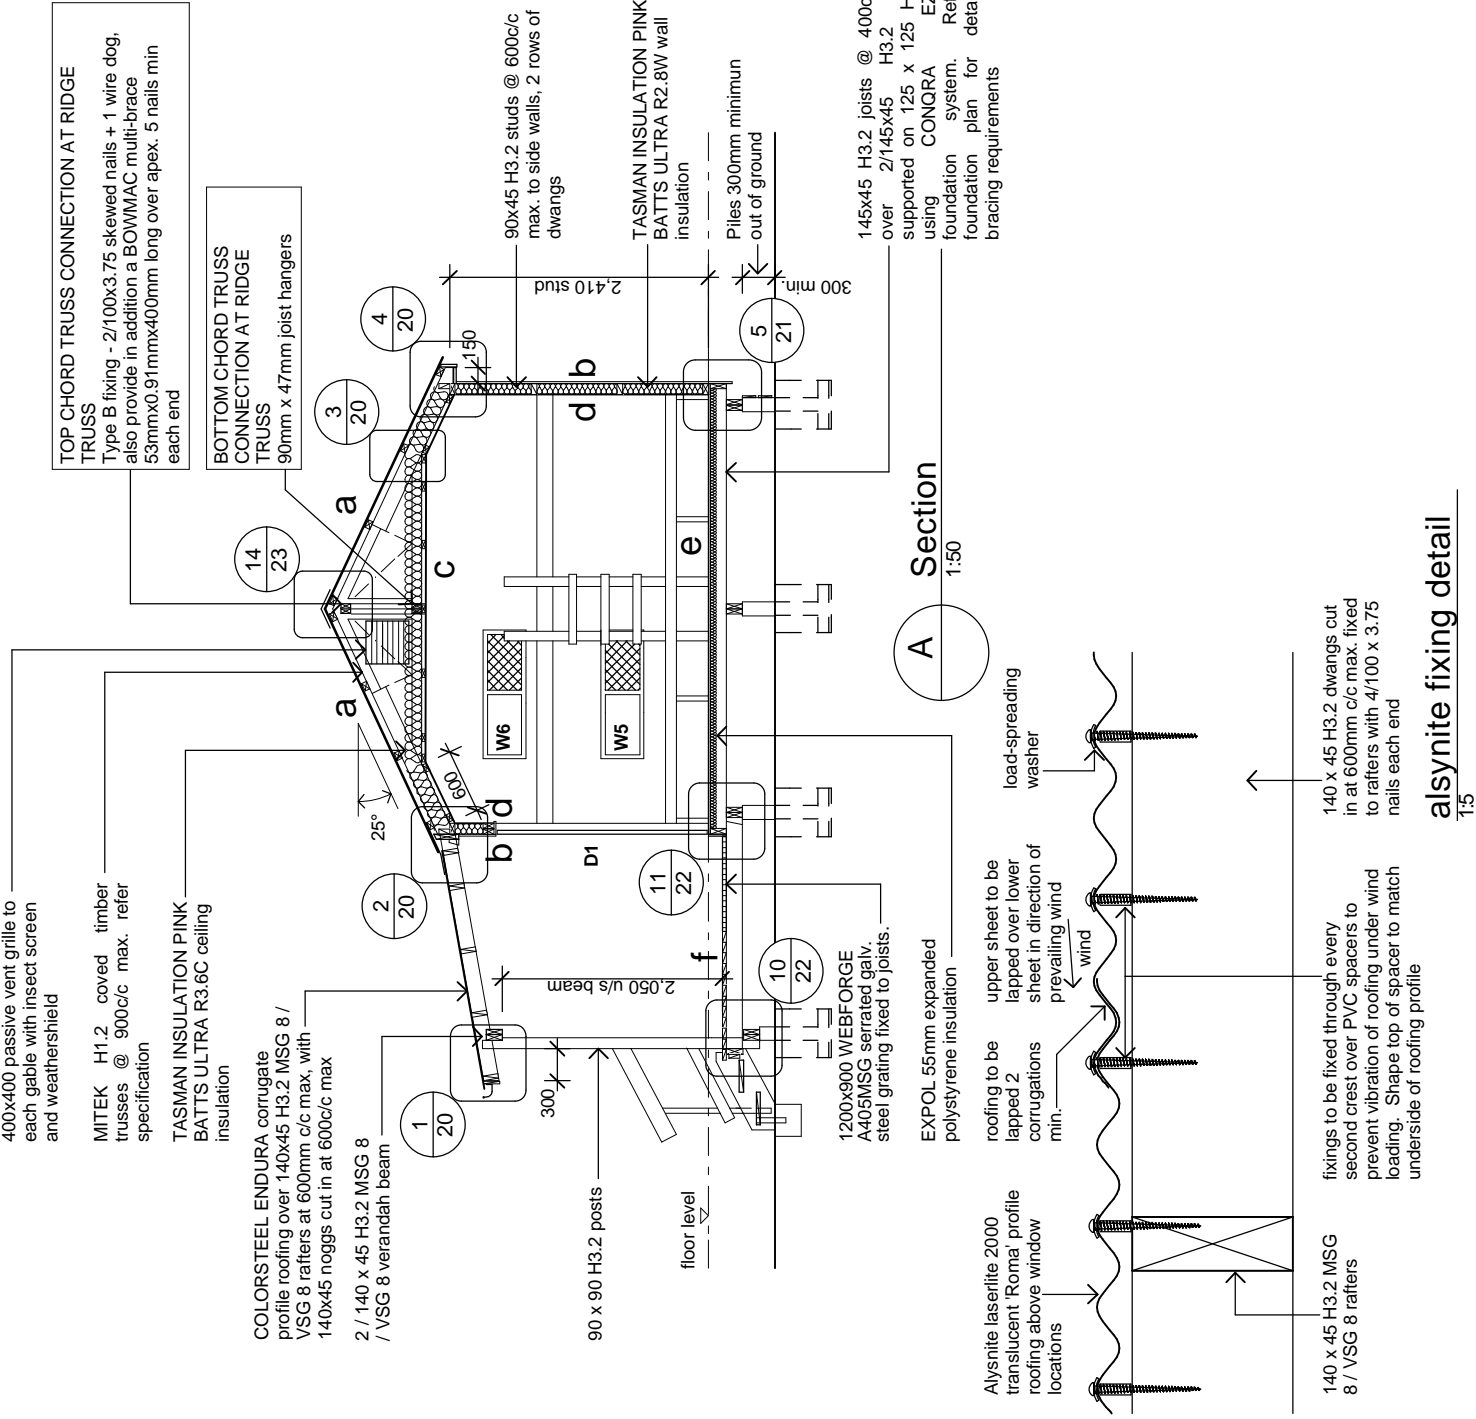 400x400 passive vent grille to
each gable with insect screen
and weathershield
MITEK H1.2 coved timber
trusses @ 900c/c max. refer
specification
TASMAN INSULATION PINK
BATTS ULTRA R3.6C ceiling
insulation
COLORSTEEL ENDURA corrugate
profile roofing over 140x45 H3.2 MSG 8 /
VSG 8 rafters at 600mm c/c max, with
140x45 noggs cut in at 600c/c max
2 / 140 x 45 H3.2 MSG 8
/ VSG 8 verandah beam
90 x 90 H3.2 posts
floor level
TOP CHORD TRUSS CONNECTION AT RIDGE
TRUSS
Type B fixing - 2/100x3.75 skewed nails + 1 wire dog,
also provide in addition a BOWMAC multi-brace
53mmx0.91mmx400mm long over apex. 5 nails min
each end
BOTTOM CHORD TRUSS
CONNECTION AT RIDGE
TRUSS
90mm x 47mm joist hangers
90x45 H3.2 studs @ 600c/c
max. to side walls, 2 rows of
dwangs
TASMAN INSULATION PINK
BATTS ULTRA R2.8W wall
insulation
Piles 300mm minimun
out of ground
145x45 H3.2 joists @ 400c
over 2/145x45 H3.2
supported on 125 x 125 H
using CONQRA EZ
foundation system. Ref
foundation plan for deta
bracing requirements
1
20
2
20
14
23
3
20
4
20
5
21
11
22
10
22
a
a
b
b
c
d
d
e
f
25°
600
150
300
2,410 stud
300 min.
2,050 u/s beam
W6
W5
D1
1200x900 WEBFORGE
A405MSG serrated galv.
steel grating fixed to joists.
EXPOL 55mm expanded
polystyrene insulation
A
Section
1:50
Alysnite laserlite 2000
translucent 'Roma' profile
roofing above window
locations
roofing to be
lapped 2
corrugations
min.
upper sheet to be
lapped over lower
sheet in direction of
prevailing wind
wind
load-spreading
washer
140 x 45 H3.2 MSG
8 / VSG 8 rafters
fixings to be fixed through every
second crest over PVC spacers to
prevent vibration of roofing under wind
loading. Shape top of spacer to match
underside of roofing profile
140 x 45 H3.2 dwangs cut
in at 600mm c/c max. fixed
to rafters with 4/100 x 3.75
nails each end
alsynite fixing detail
1:5